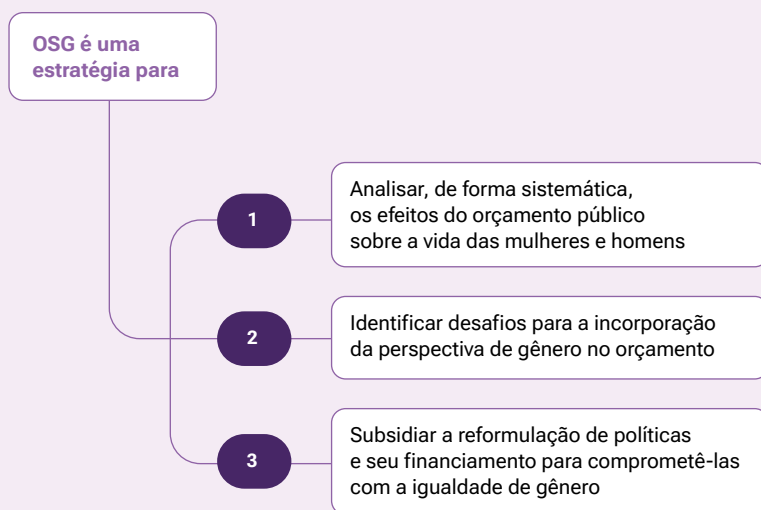 OSG é uma
estratégia para
1
Analisar, de forma sistemática,
os efeitos do orçamento público
sobre a vida das mulheres e homens
2
Identificar desafios para a incorporação
da perspectiva de gênero no orçamento
3
Subsidiar a reformulação de políticas
e seu financiamento para comprometê-las
com a igualdade de gênero